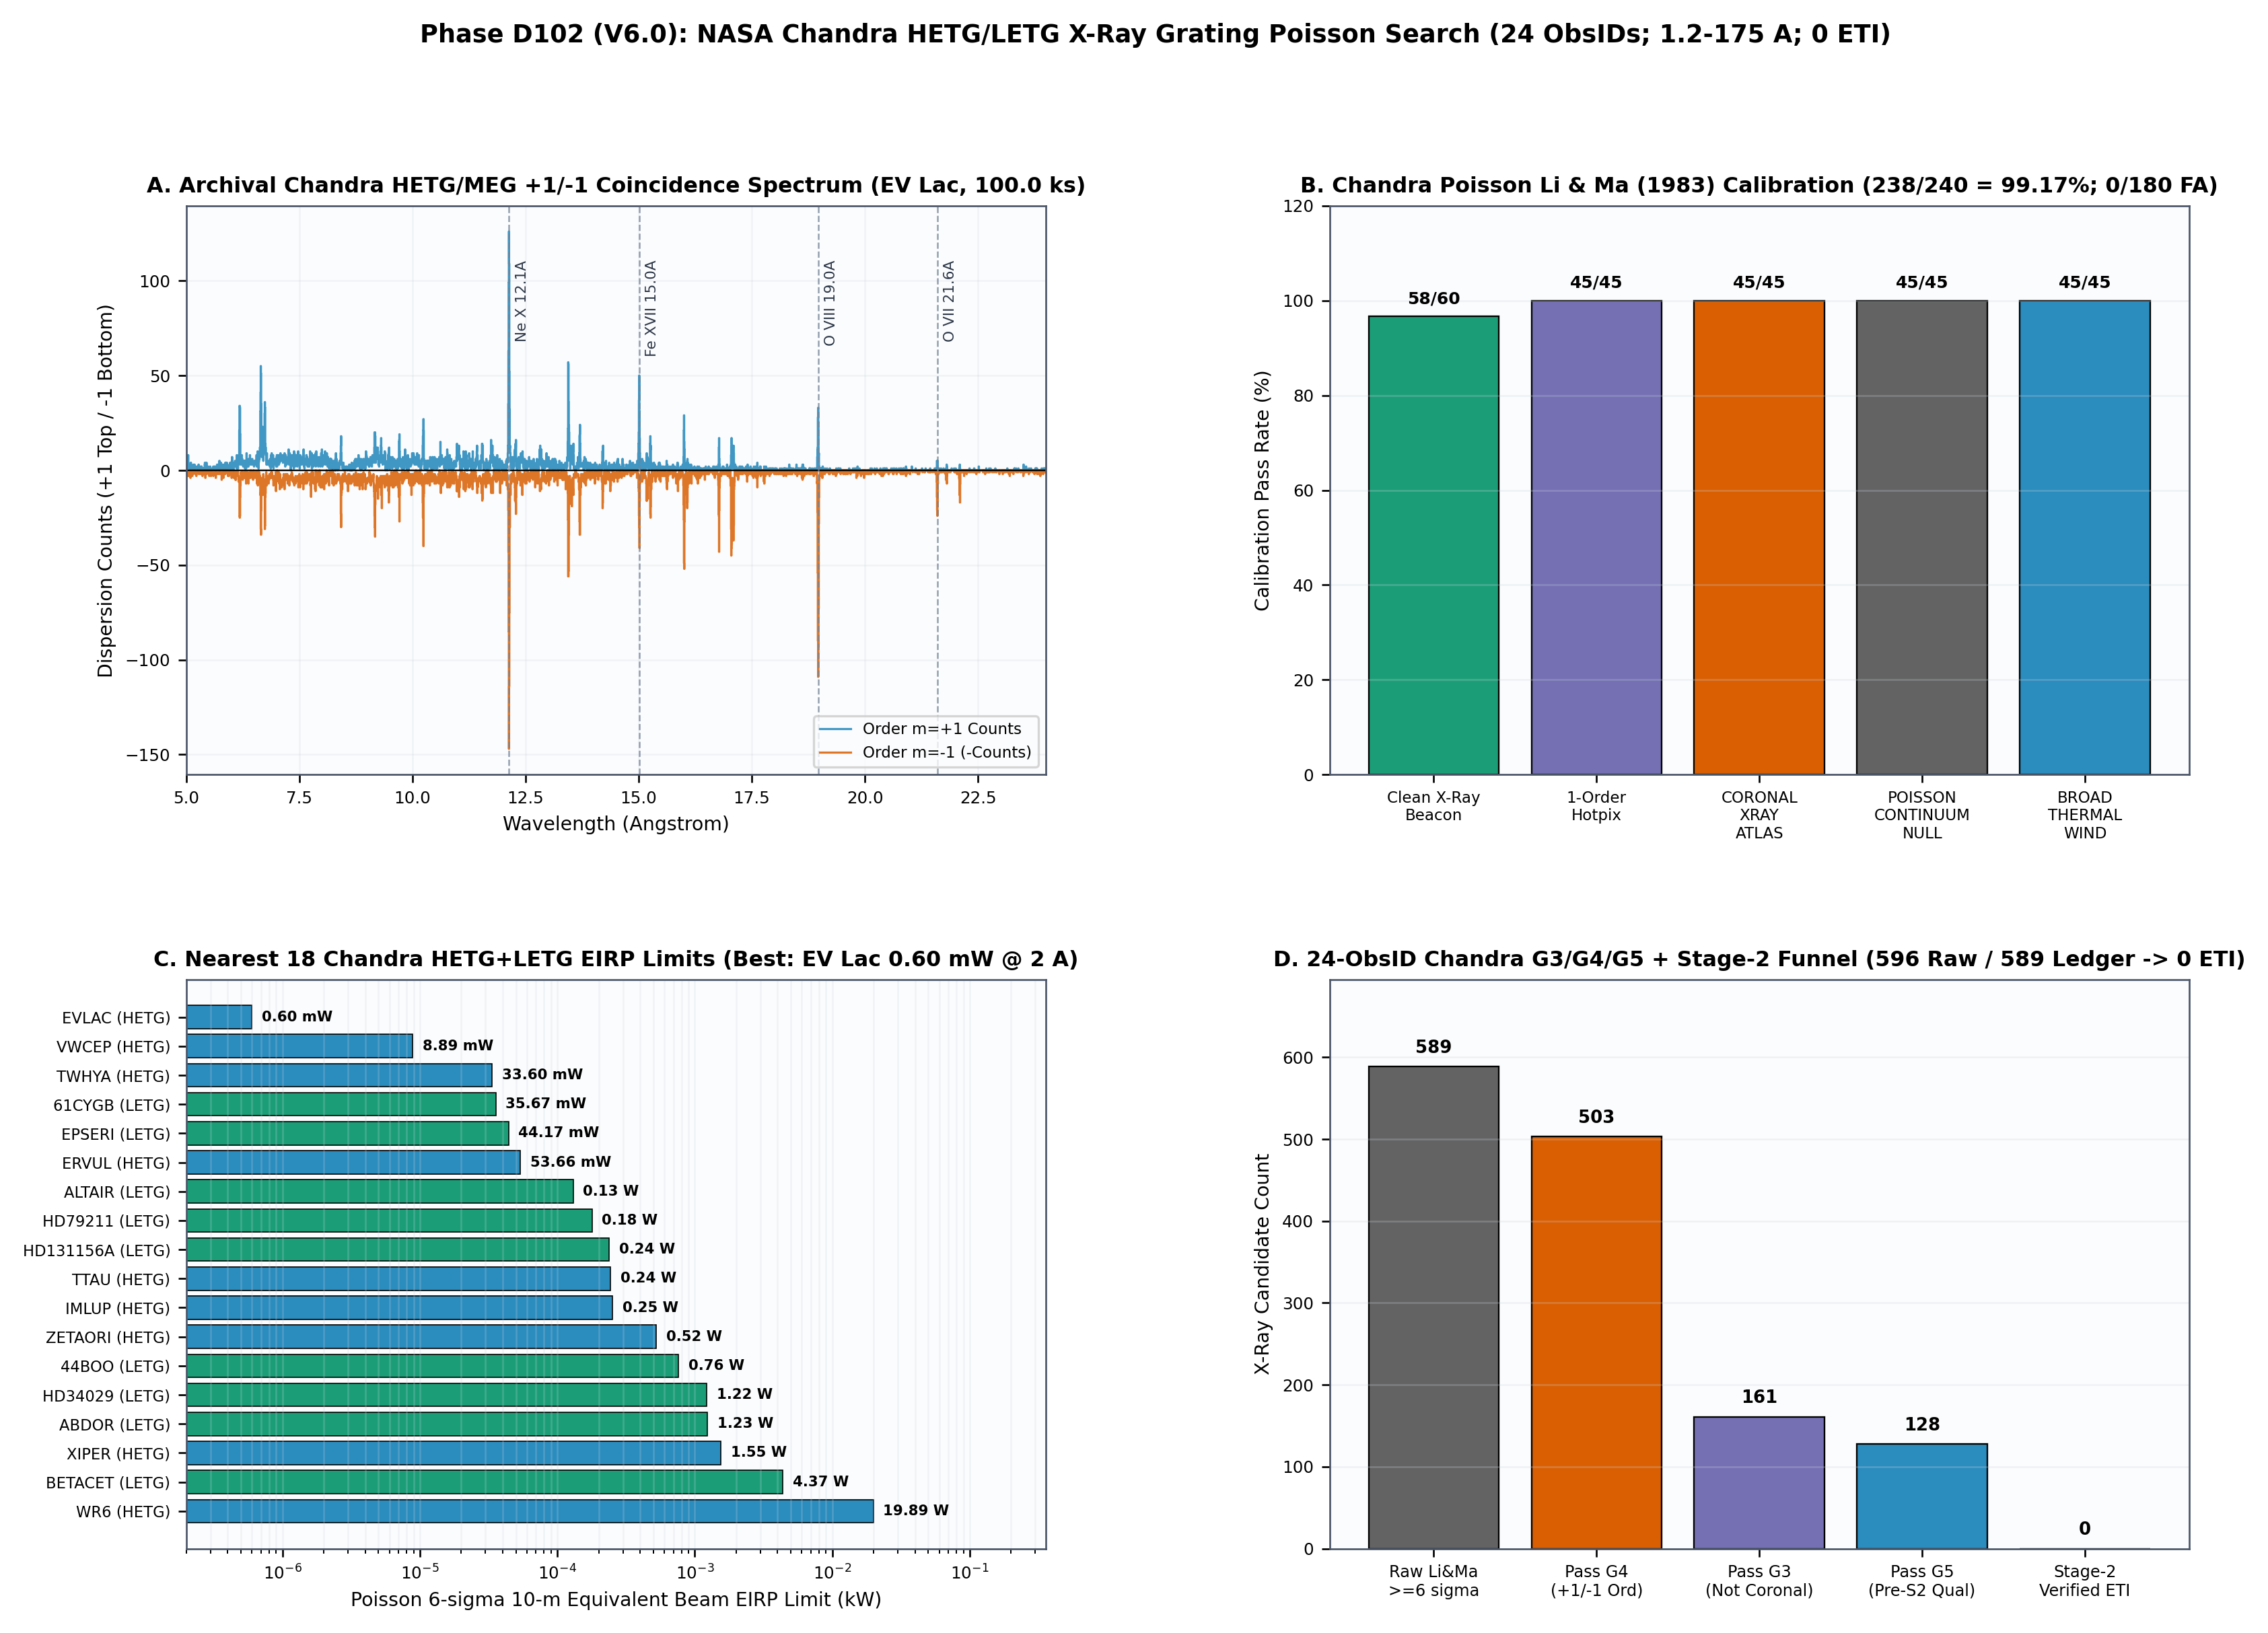 Phase D102 (V6.0): NASA Chandra HETG/LETG X-Ray Grating Poisson Search (24 ObsIDs; 1.2-175 A; 0 ETI)
A. Archival Chandra HETG/MEG +1/-1 Coincidence Spectrum (EV Lac, 100.0 ks)
Dispersion Counts (+1 Top / -1 Bottom)
100
50
0
−50
−100
−150
Ne X 12.1A
Fe XVII 15.0A
O VIII 19.0A
O VII 21.6A
Order m=+1 Counts
Order m=-1 (-Counts)
5.0 7.5 10.0 12.5 15.0 17.5 20.0 22.5
Wavelength (Angstrom)
B. Chandra Poisson Li & Ma (1983) Calibration (238/240 = 99.17%; 0/180 FA)
Calibration Pass Rate (%)
120
100
80
60
40
20
0
58/60
45/45
45/45
45/45
45/45
Clean X-Ray
Beacon
1-Order
Hotpix
CORONAL
XRAY
ATLAS
POISSON
CONTINUUM
NULL
BROAD
THERMAL
WIND
C. Nearest 18 Chandra HETG+LETG EIRP Limits (Best: EV Lac 0.60 mW @ 2 A)
EVLAC (HETG) 0.60 mW
VWCEP (HETG) 8.89 mW
TWHYA (HETG) 33.60 mW
61CYGB (LETG) 35.67 mW
EPSERI (LETG) 44.17 mW
ERVUL (HETG) 53.66 mW
ALTAIR (LETG) 0.13 W
HD79211 (LETG) 0.18 W
HD131156A (LETG) 0.24 W
TTAU (HETG) 0.24 W
IMLUP (HETG) 0.25 W
ZETAORI (HETG) 0.52 W
44BOO (LETG) 0.76 W
HD34029 (LETG) 1.22 W
ABDOR (LETG) 1.23 W
XIPER (HETG) 1.55 W
BETACET (LETG) 4.37 W
WR6 (HETG) 19.89 W
10⁻⁶ 10⁻⁵ 10⁻⁴ 10⁻³ 10⁻² 10⁻¹
Poisson 6-sigma 10-m Equivalent Beam EIRP Limit (kW)
D. 24-ObsID Chandra G3/G4/G5 + Stage-2 Funnel (596 Raw / 589 Ledger -> 0 ETI)
X-Ray Candidate Count
600
500
400
300
200
100
0
589
503
161
128
0
Raw Li&Ma
>=6 sigma
Pass G4
(+1/-1 Ord)
Pass G3
(Not Coronal)
Pass G5
(Pre-S2 Qual)
Stage-2
Verified ETI